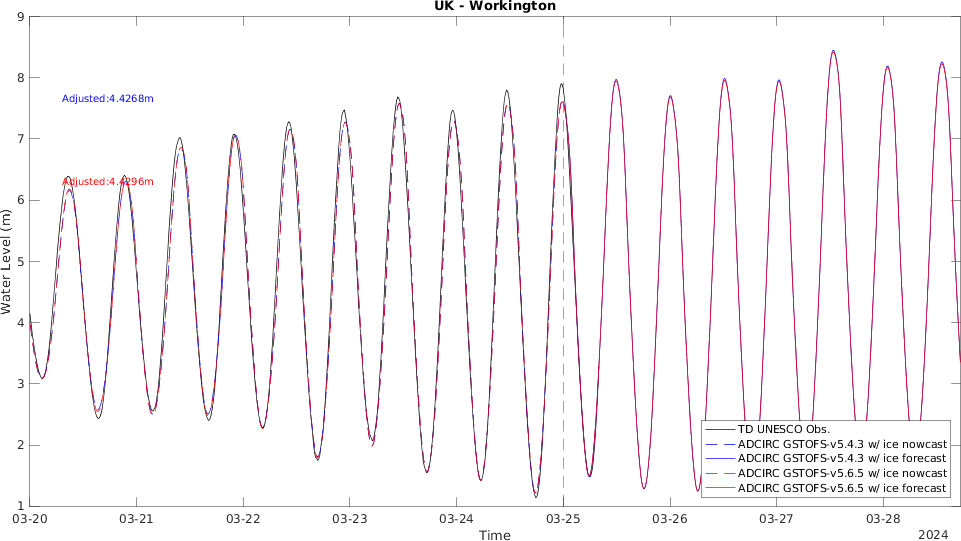 UK - Workington
9
8
7
6
5
4
3
2
1
Water Level (m)
Adjusted:4.4268m
Adjusted:4.4296m
TD UNESCO Obs.
ADCIRC GSTOFS-v5.4.3 w/ ice nowcast
ADCIRC GSTOFS-v5.4.3 w/ ice forecast
ADCIRC GSTOFS-v5.6.5 w/ ice nowcast
ADCIRC GSTOFS-v5.6.5 w/ ice forecast
03-20 03-21 03-22 03-23 03-24 03-25 03-26 03-27 03-28
Time
2024